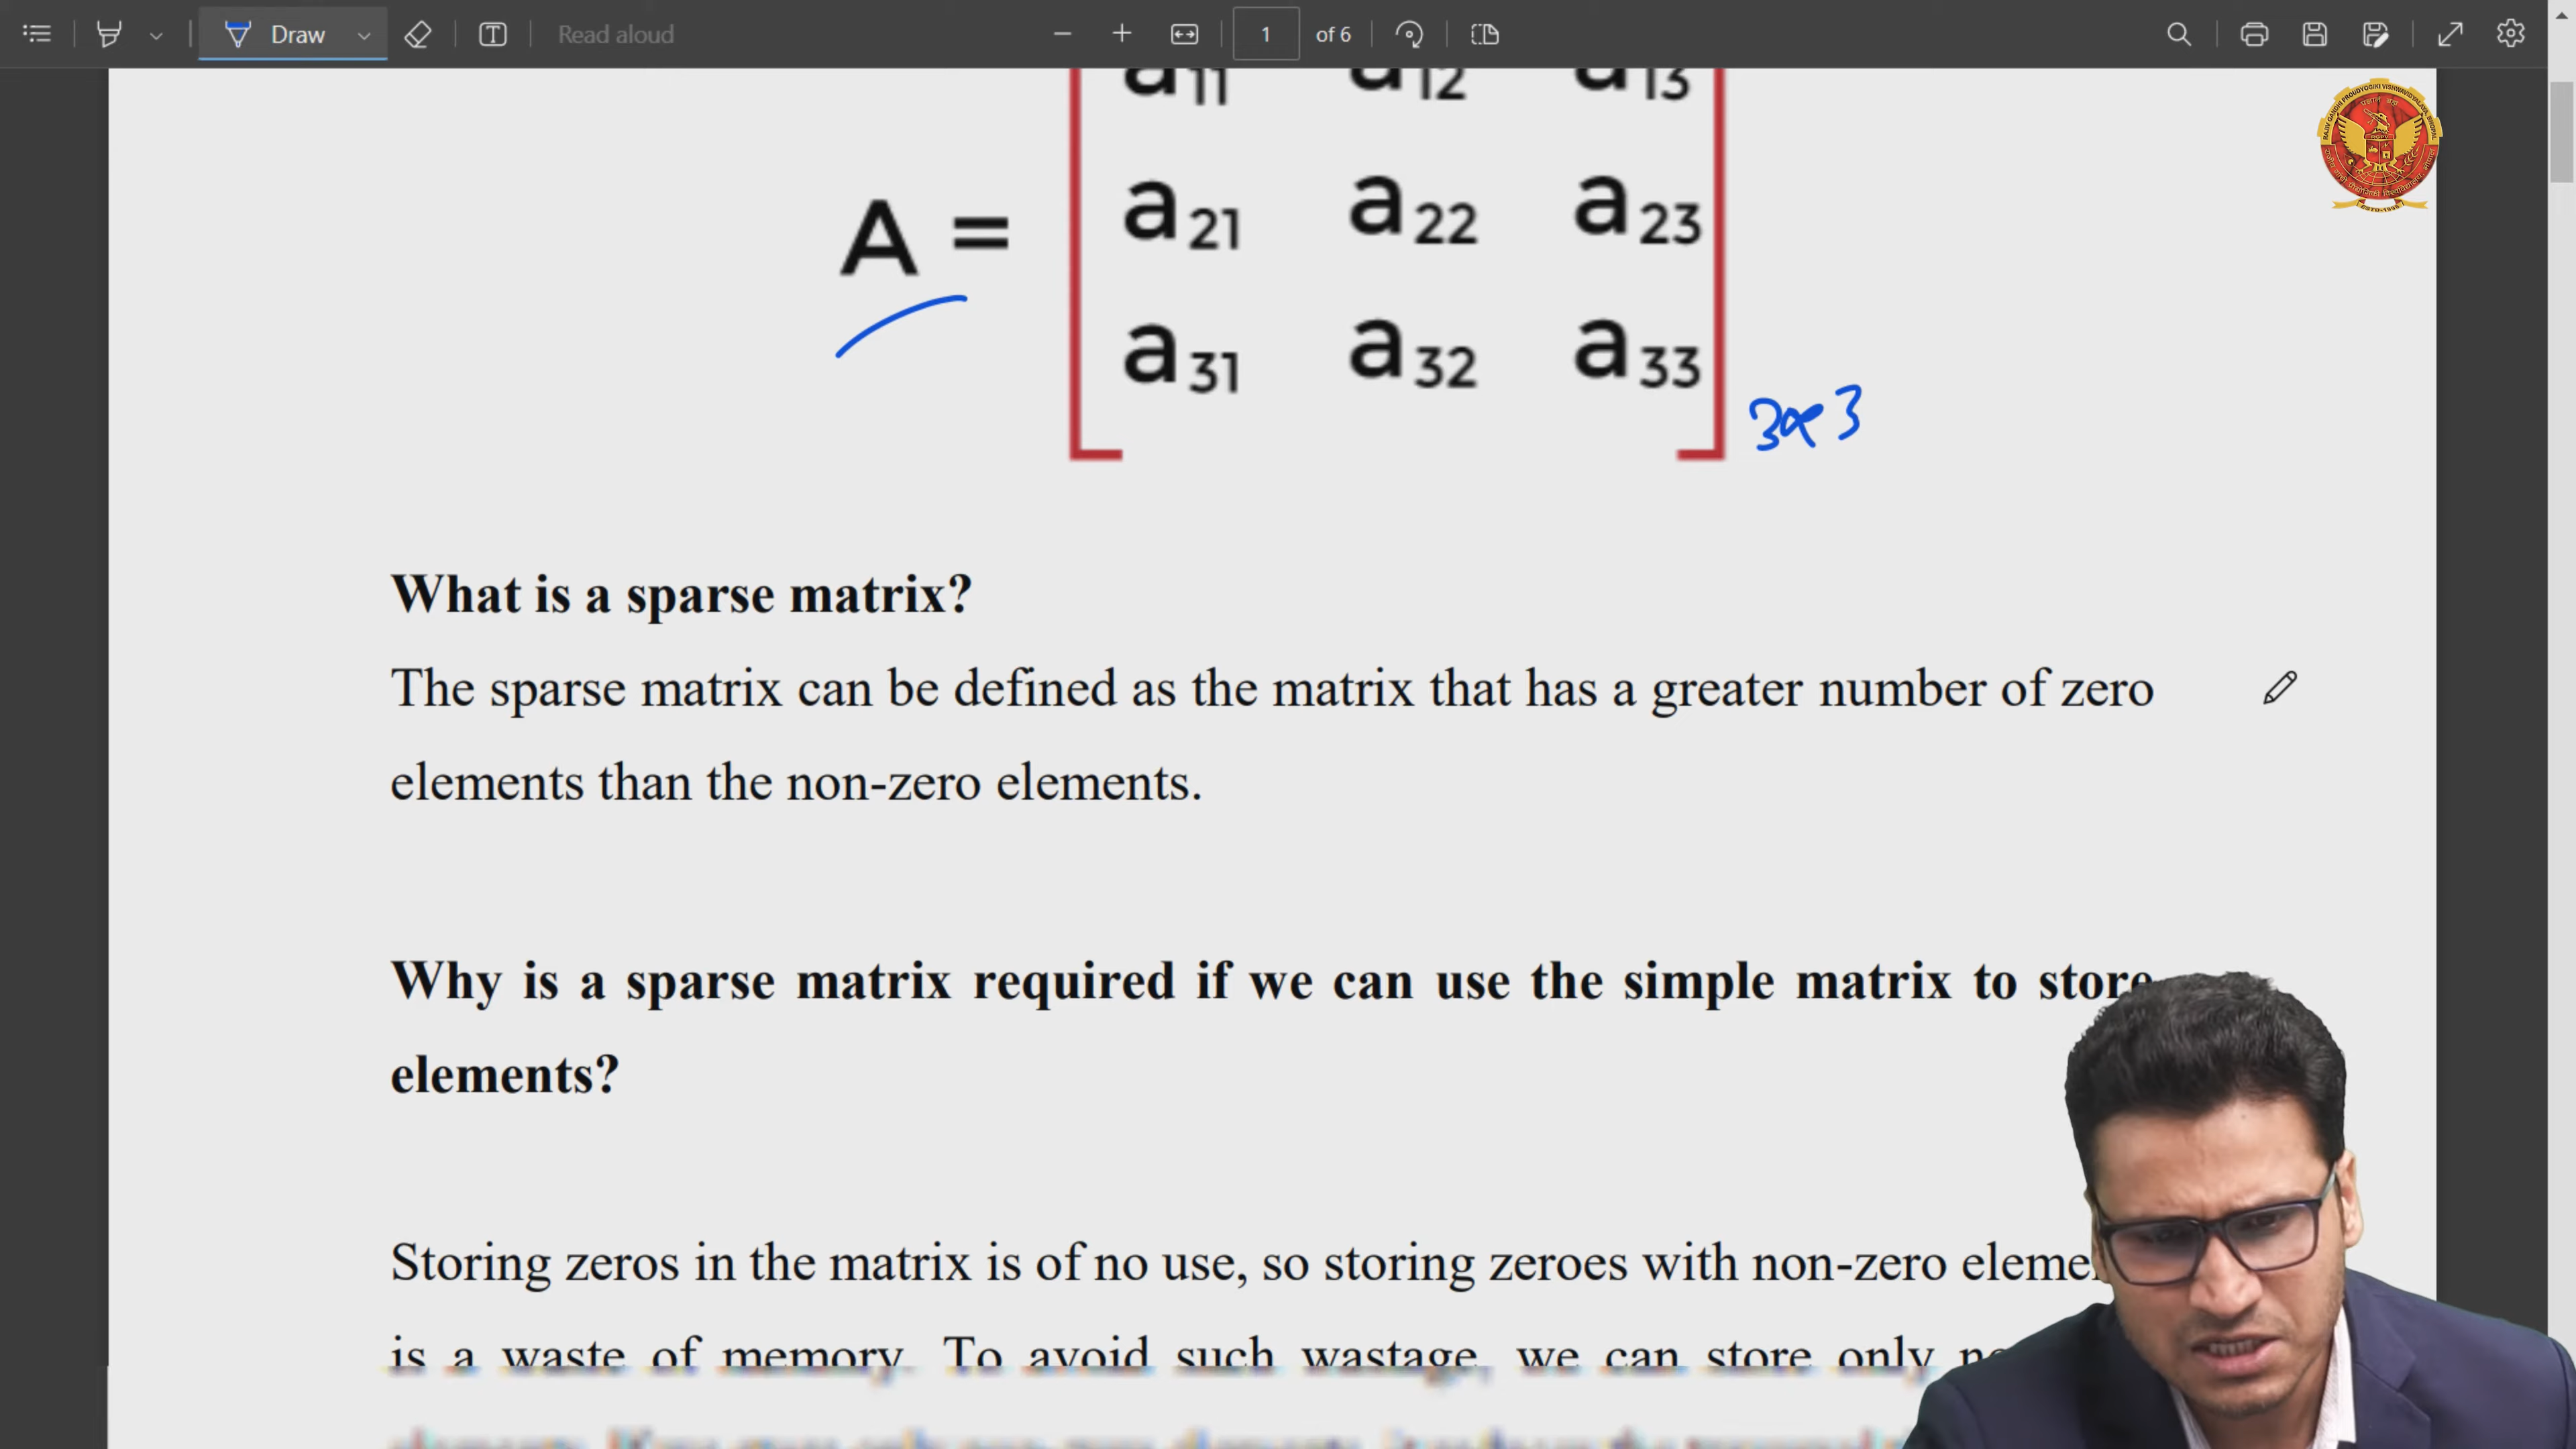 Draw
Read aloud
1 of 6
a11 a12 a13
A =
a21 a22 a23
a31 a32 a33
3x3
What is a sparse matrix?
The sparse matrix can be defined as the matrix that has a greater number of zero
elements than the non-zero elements.
Why is a sparse matrix required if we can use the simple matrix to store
elements?
Storing zeros in the matrix is of no use, so storing zeroes with non-zero
is a waste of memory. To avoid such wastage, we can store only